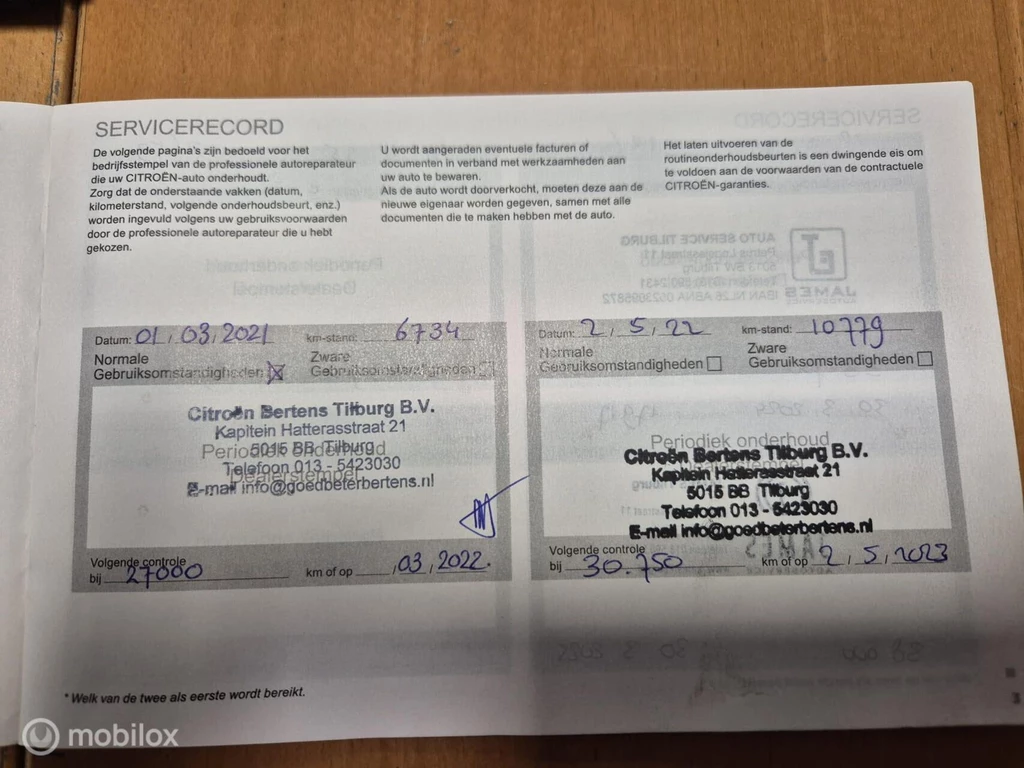 SERVICERECORD
De volgende pagina's zijn bedoeld voor het
bedrijfsstempel van de professionele autoreparateur
die uw CITROËN-auto onderhoudt.
Zorg dat de onderstaande vakken (datum,
kilometerstand, volgende onderhoudsbeurt, enz.)
worden ingevuld volgens uw gebruiksvoorwaarden
door de professionele autoreparateur die u hebt
gekozen.
U wordt aangeraden eventuele facturen of
documenten in verband met werkzaamheden aan
uw auto te bewaren.
Als de auto wordt doorverkocht, moeten deze aan de
nieuwe eigenaar worden gegeven, samen met alle
documenten die te maken hebben met de auto.
Het laten uitvoeren van de
routineonderhoudsbeurten is een dwingende eis om
te voldoen aan de voorwaarden van de contractuele
CITROËN-garanties.
Datum: 01, 03, 2021 km-stand: 6734
Normale
Gebruiksomstandigheden
Zware
Gebruiksomstandigheden
Citroën Bertens Tilburg B.V.
Kapitein Hatterasstraat 21
Periodiek onderhoud
5015 BB Tilburg
Telefoon 013 - 5423030
Dealerstempel
E-mail info@goedbeterbertens.nl
Volgende controle
bij 27000 km of op , 03, 2022.
Datum: 2, 5, 22 km-stand: 10779
Normale
Gebruiksomstandigheden
Zware
Gebruiksomstandigheden
Periodiek onderhoud
Citroën Bertens Tilburg B.V.
Kapitein Hatterasstraat 21
5015 BB Tilburg
Telefoon 013 - 5423030
E-mail info@goedbeterbertens.nl
Volgende controle
bij 30.750 km of op 2, 5, 2023
* Welk van de twee als eerste wordt bereikt.
3
mobilox